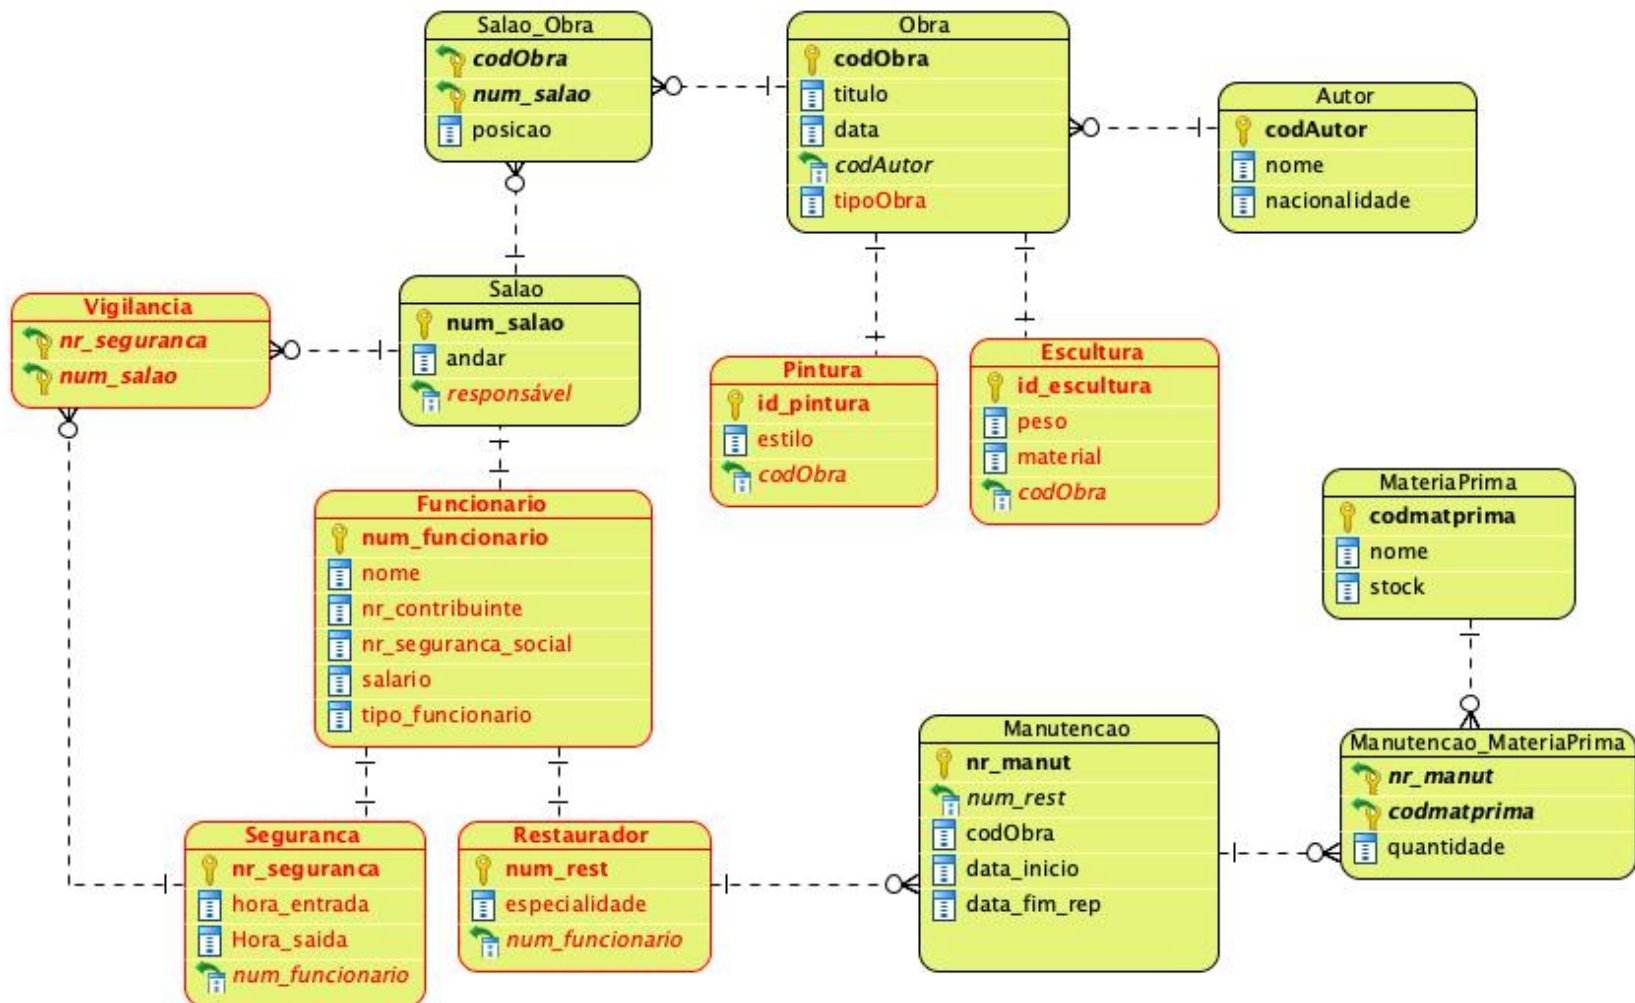 Salao_Obra
codObra
num_salao
posicao
Obra
codObra
titulo
data
codAutor
tipoObra
Autor
codAutor
nome
nacionalidade
Vigilancia
nr_seguranca
num_salao
Salao
num_salao
andar
responsável
Pintura
id_pintura
estilo
codObra
Escultura
id_escultura
peso
material
codObra
MateriaPrima
codmatprima
nome
stock
Funcionario
num_funcionario
nome
nr_contribuinte
nr_seguranca_social
salario
tipo_funcionario
Manutencao
nr_manut
num_rest
codObra
data_inicio
data_fim_rep
Manutencao_MateriaPrima
nr_manut
codmatprima
quantidade
Seguranca
nr_seguranca
hora_entrada
Hora_saida
num_funcionario
Restaurador
num_rest
especialidade
num_funcionario